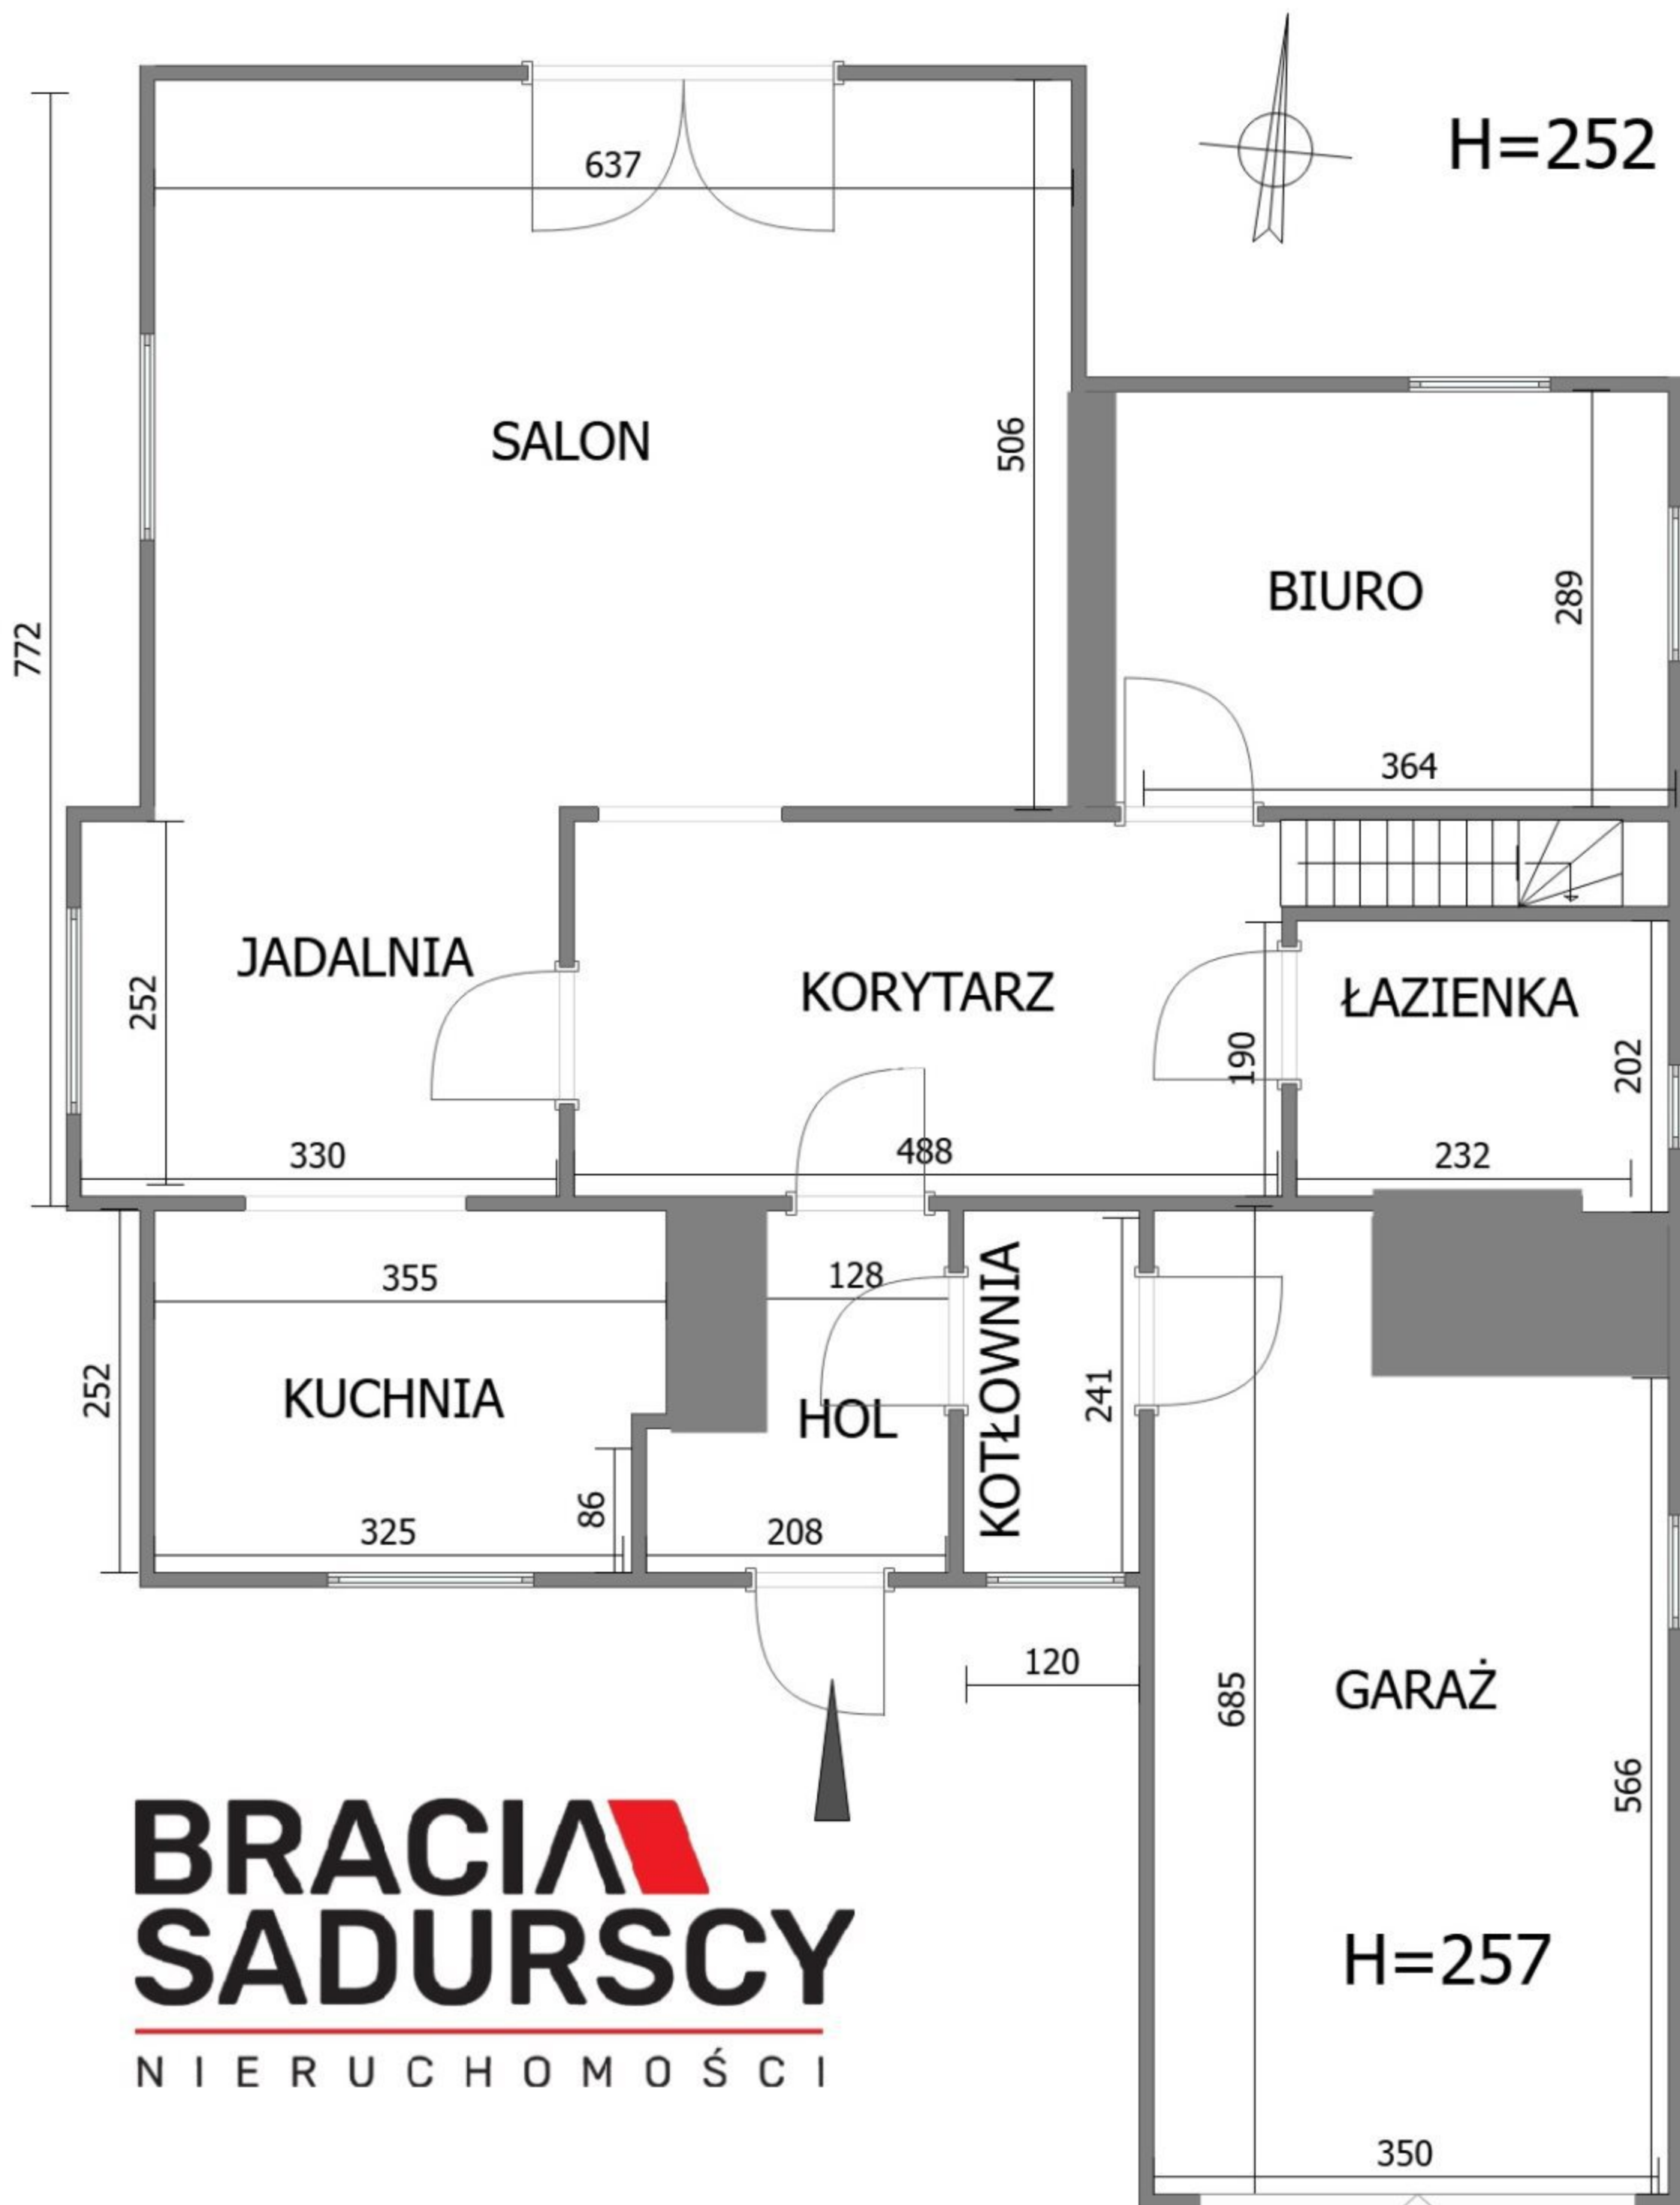 H=252
637
SALON
506
772
BIURO
289
364
JADALNIA
252
KORYTARZ
190
ŁAZIENKA
202
330
488
232
355
128
KOTŁOWNIA
241
252
KUCHNIA
HOL
86
325
208
120
685
GARAŻ
566
H=257
350
BRACIA
SADURSCY
NIERUCHOMOŚCI